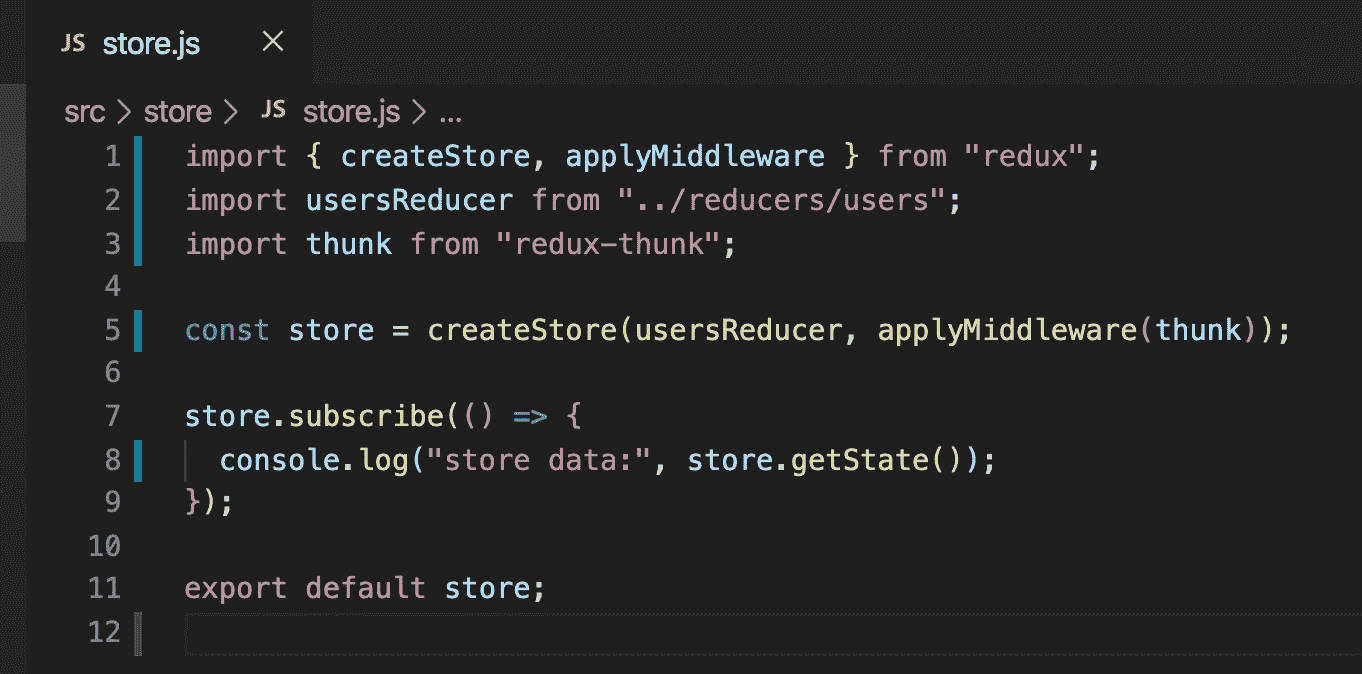 JS store.js ×
src > store > JS store.js > ...
1 import { createStore, applyMiddleware } from "redux";
2 import usersReducer from "../reducers/users";
3 import thunk from "redux-thunk";
4
5 const store = createStore(usersReducer, applyMiddleware(thunk));
6
7 store.subscribe(() => {
8   console.log("store data:", store.getState());
9 });
10
11 export default store;
12